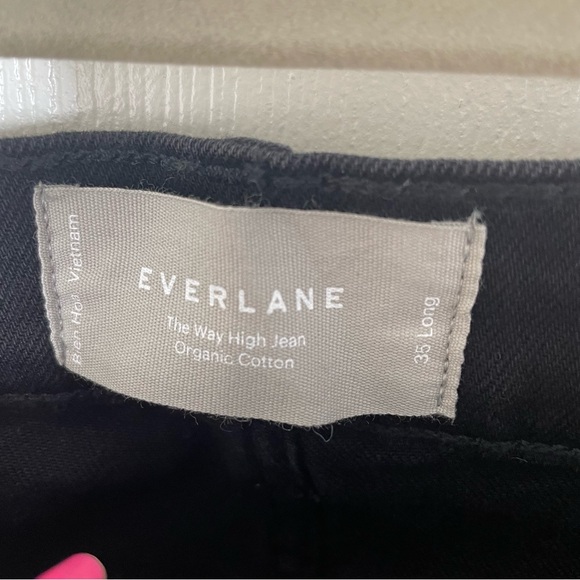 EVERLANE
The Way High Jean
Organic Cotton
35 Long
Bien Hoa Vietnam